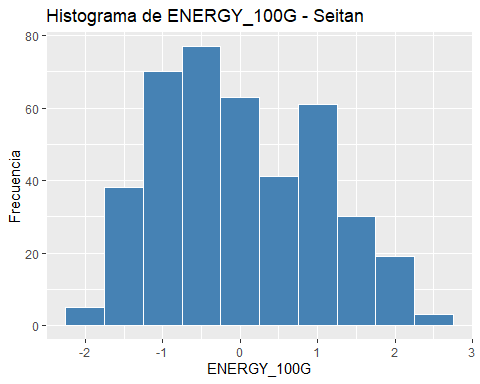 Histograma de ENERGY_100G - Seitan
80
60
40
20
0
Frecuencia
-2 -1 0 1 2 3
ENERGY_100G